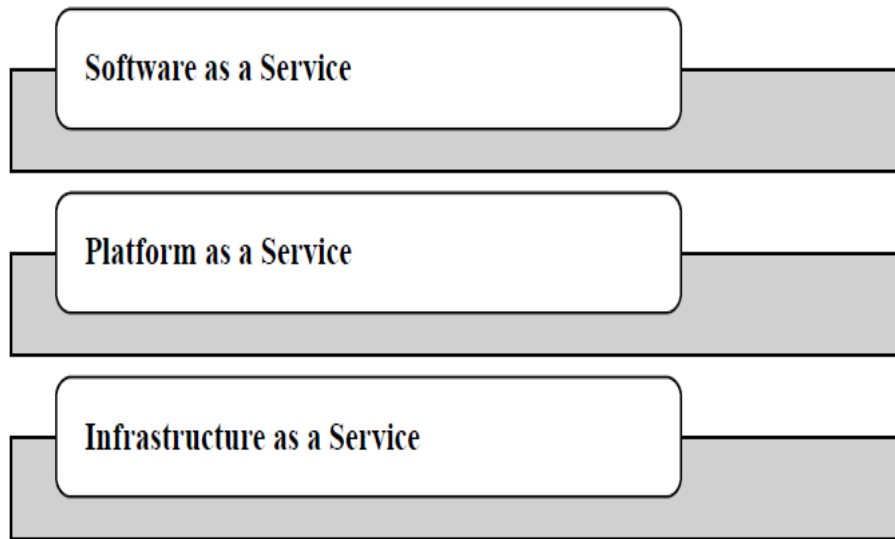 Software as a Service
Platform as a Service
Infrastructure as a Service